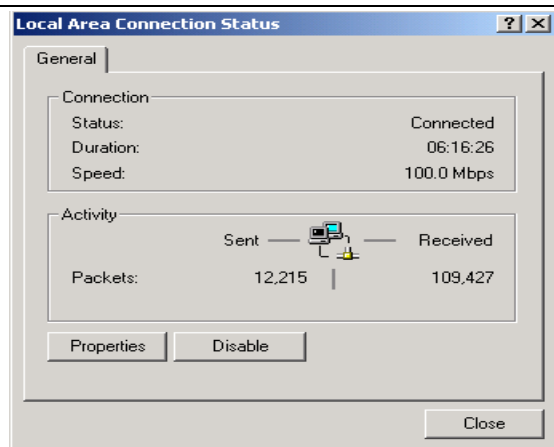 Local Area Connection Status
General
Connection
Status: Connected
Duration: 06:16:26
Speed: 100.0 Mbps
Activity
Sent Received
Packets: 12,215 109,427
Properties Disable
Close